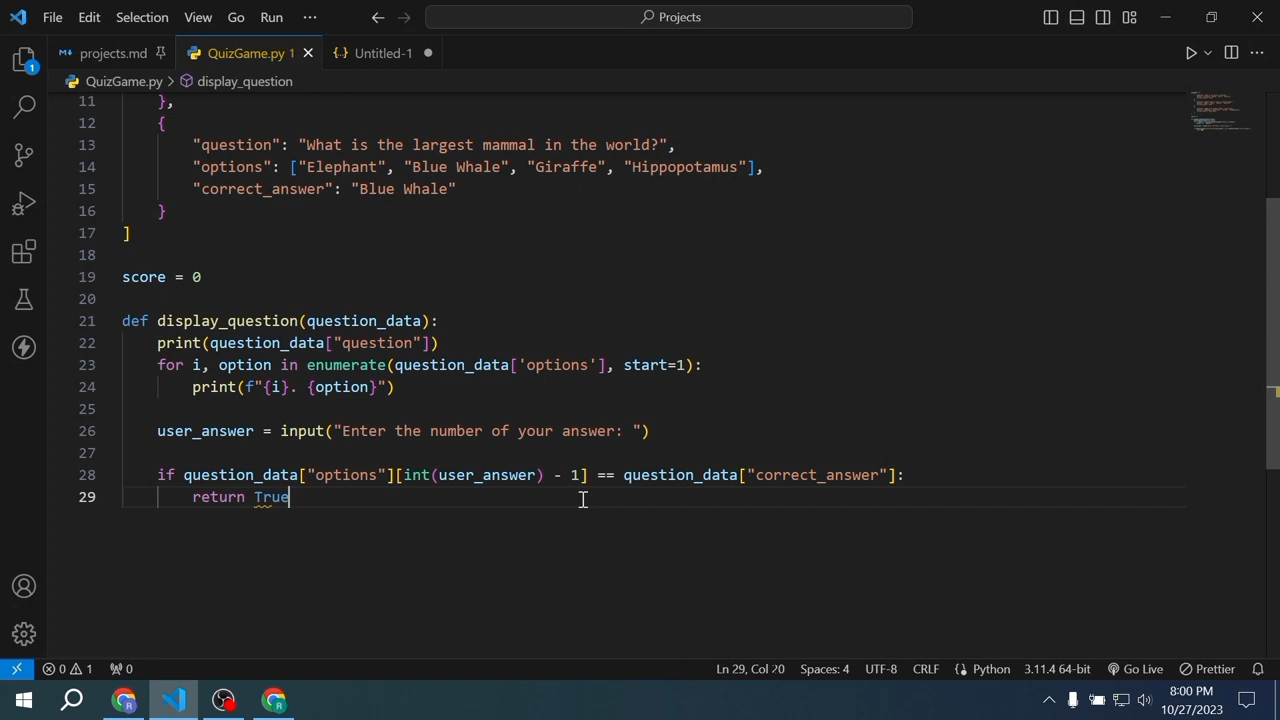 File Edit Selection View Go Run ··· Projects
projects.md QuizGame.py 1 Untitled-1
QuizGame.py > display_question
11 },
12 {
13 "question": "What is the largest mammal in the world?",
14 "options": ["Elephant", "Blue Whale", "Giraffe", "Hippopotamus"],
15 "correct_answer": "Blue Whale"
16 }
17 ]
18
19 score = 0
20
21 def display_question(question_data):
22 print(question_data["question"])
23 for i, option in enumerate(question_data['options'], start=1):
24 print(f"{i}. {option}")
25
26 user_answer = input("Enter the number of your answer: ")
27
28 if question_data["options"][int(user_answer) - 1] == question_data["correct_answer"]:
29 return True
1
0 1 0 Ln 29, Col 20 Spaces: 4 UTF-8 CRLF Python 3.11.4 64-bit Go Live Prettier
8:00 PM
10/27/2023